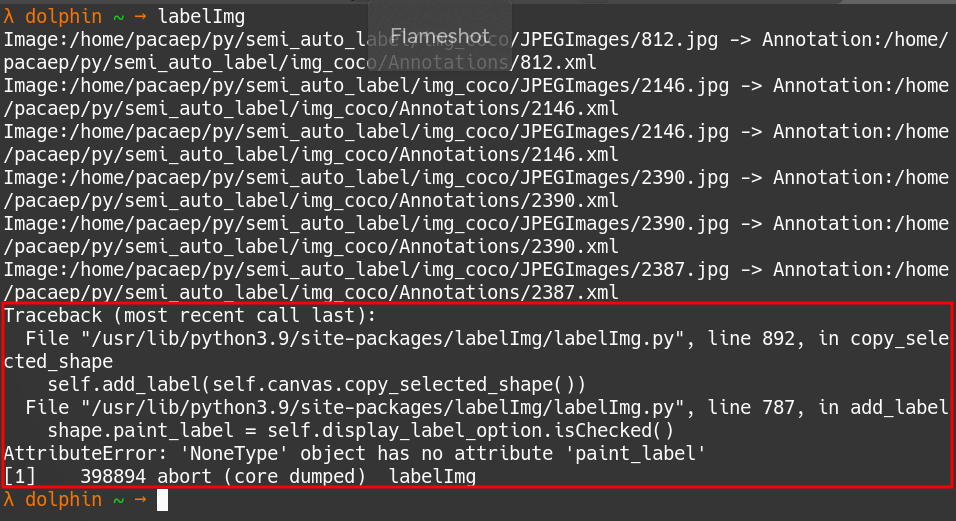 λ dolphin ~ → labelImg
Flameshot
Image:/home/pacaep/py/semi_auto_label/img_coco/JPEGImages/812.jpg -> Annotation:/home/
pacaep/py/semi_auto_label/img_coco/Annotations/812.xml
Image:/home/pacaep/py/semi_auto_label/img_coco/JPEGImages/2146.jpg -> Annotation:/home
/pacaep/py/semi_auto_label/img_coco/Annotations/2146.xml
Image:/home/pacaep/py/semi_auto_label/img_coco/JPEGImages/2146.jpg -> Annotation:/home
/pacaep/py/semi_auto_label/img_coco/Annotations/2146.xml
Image:/home/pacaep/py/semi_auto_label/img_coco/JPEGImages/2390.jpg -> Annotation:/home
/pacaep/py/semi_auto_label/img_coco/Annotations/2390.xml
Image:/home/pacaep/py/semi_auto_label/img_coco/JPEGImages/2390.jpg -> Annotation:/home
/pacaep/py/semi_auto_label/img_coco/Annotations/2390.xml
Image:/home/pacaep/py/semi_auto_label/img_coco/JPEGImages/2387.jpg -> Annotation:/home
/pacaep/py/semi_auto_label/img_coco/Annotations/2387.xml
Traceback (most recent call last):
  File "/usr/lib/python3.9/site-packages/labelImg/labelImg.py", line 892, in copy_sele
cted_shape
    self.add_label(self.canvas.copy_selected_shape())
  File "/usr/lib/python3.9/site-packages/labelImg/labelImg.py", line 787, in add_label
    shape.paint_label = self.display_label_option.isChecked()
AttributeError: 'NoneType' object has no attribute 'paint_label'
[1]    398894 abort (core dumped)  labelImg
λ dolphin ~ →